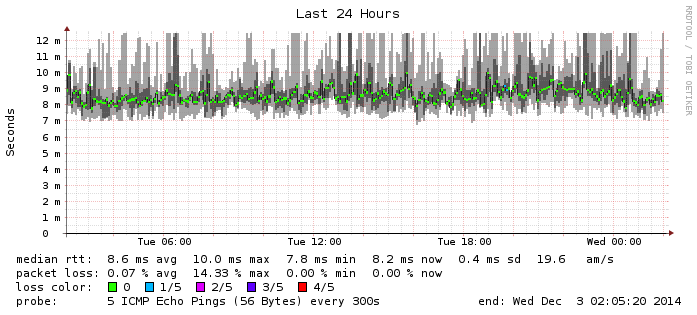 Last 24 Hours
RRDTOOL / TOBI OETIKER
Seconds
12 m
11 m
10 m
9 m
8 m
7 m
6 m
5 m
4 m
3 m
2 m
1 m
0
Tue 06:00 Tue 12:00 Tue 18:00 Wed 00:00
median rtt: 8.6 ms avg 10.0 ms max 7.8 ms min 8.2 ms now 0.4 ms sd 19.6 am/s
packet loss: 0.07 % avg 14.33 % max 0.00 % min 0.00 % now
loss color: 0 1/5 2/5 3/5 4/5
probe: 5 ICMP Echo Pings (56 Bytes) every 300s end: Wed Dec 3 02:05:20 2014